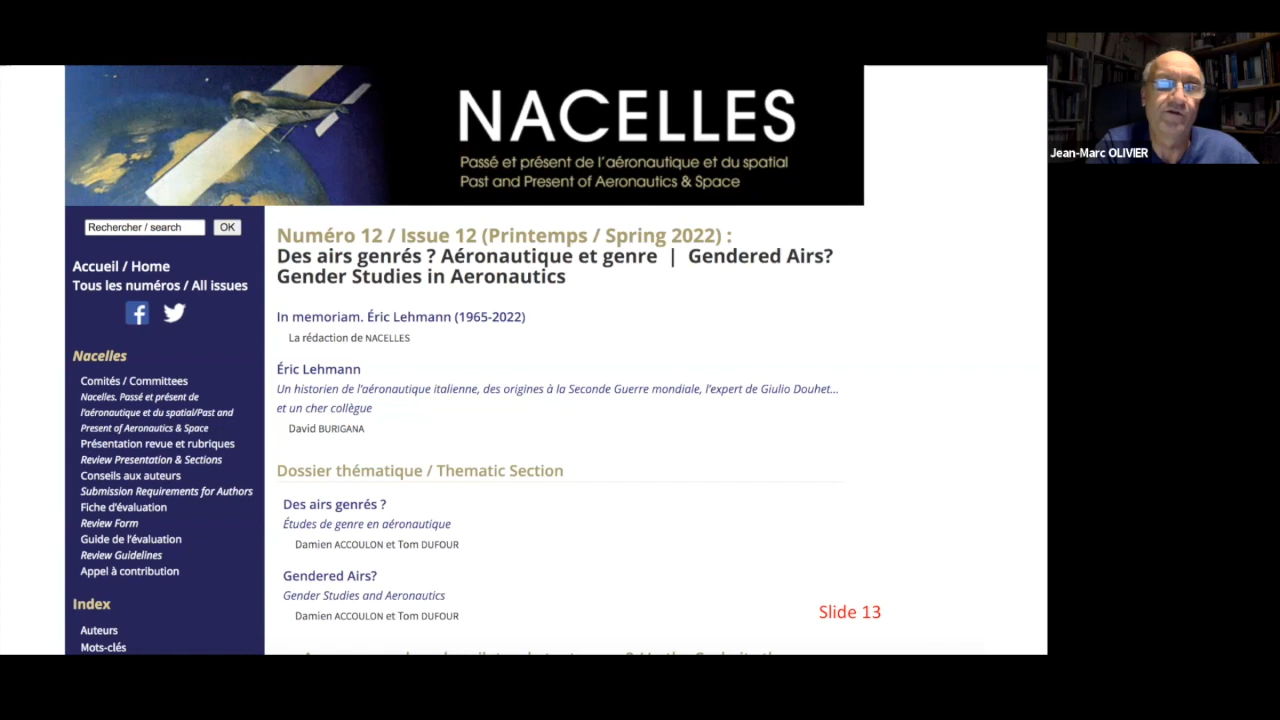 NACELLES
Passé et présent de l'aéronautique et du spatial
Past and Present of Aeronautics & Space
Jean-Marc OLIVIER
Rechercher / search
OK
Accueil / Home
Tous les numéros / All issues
Nacelles
Comités / Committees
Nacelles. Passé et présent de
l'aéronautique et du spatial/Past and
Present of Aeronautics & Space
Présentation revue et rubriques
Review Presentation & Sections
Conseils aux auteurs
Submission Requirements for Authors
Fiche d'évaluation
Review Form
Guide de l'évaluation
Review Guidelines
Appel à contribution
Index
Auteurs
Mots-clés
Numéro 12 / Issue 12 (Printemps / Spring 2022) :
Des airs genrés ? Aéronautique et genre | Gendered Airs?
Gender Studies in Aeronautics
In memoriam. Éric Lehmann (1965-2022)
La rédaction de NACELLES
Éric Lehmann
Un historien de l'aéronautique italienne, des origines à la Seconde Guerre mondiale, l'expert de Giulio Douhet...
et un cher collègue
David BURIGANA
Dossier thématique / Thematic Section
Des airs genrés ?
Études de genre en aéronautique
Damien ACCOULON et Tom DUFOUR
Gendered Airs?
Gender Studies and Aeronautics
Damien ACCOULON et Tom DUFOUR
Slide 13